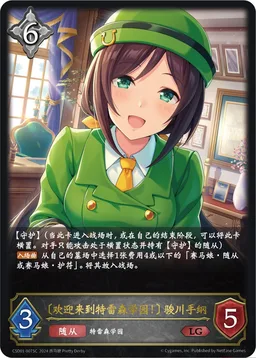 6
【守护】(当此卡进入战场时，或在自己的结束阶段，可以将此卡
横置。对手只能攻击处于横置状态并持有【守护】的随从)
入场曲 从自己的墓场中选择1张费用4或以下的「赛马娘・随从
或赛马娘・护符」。将其放入战场。
【欢迎来到特雷森学园！】骏川手纲
3
随从
特雷森学园
LG
5